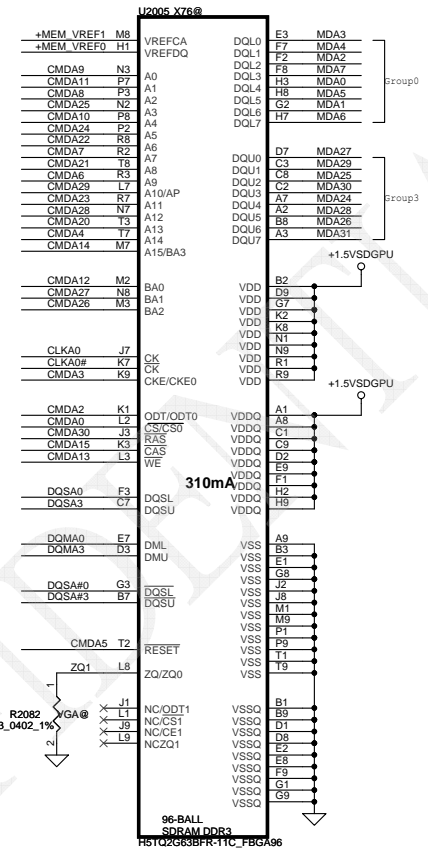 U2005 X76@
+MEM_VREF1 M8 VREFCA
+MEM_VREF0 H1 VREFDQ
CMDA9 N3 A0
CMDA11 P7 A1
CMDA8 P3 A2
CMDA25 N2 A3
CMDA10 P8 A4
CMDA24 P2 A5
CMDA22 R8 A6
CMDA7 R2 A7
CMDA21 T8 A8
CMDA6 R3 A9
CMDA29 L7 A10/AP
CMDA23 R7 A11
CMDA28 N7 A12
CMDA20 T3 A13
CMDA4 T7 A14
CMDA14 M7 A15/BA3
CMDA12 M2 BA0
CMDA27 N8 BA1
CMDA26 M3 BA2
CLKA0 J7 CK
CLKA0# K7 CK
CMDA3 K9 CKE/CKE0
CMDA2 K1 ODT/ODT0
CMDA0 L2 CS/CS0
CMDA30 J3 RAS
CMDA15 K3 CAS
CMDA13 L3 WE
DQSA0 F3 DQSL
DQSA3 C7 DQSU
DQMA0 E7 DML
DQMA3 D3 DMU
DQSA#0 G3 DQSL
DQSA#3 B7 DQSU
CMDA5 T2 RESET
ZQ1 L8 ZQ/ZQ0
1
R2082 VGA@
_0402_1%
2
J1 NC/ODT1
L1 NC/CS1
J9 NC/CE1
L9 NCZQ1
310mA
DQL0 E3 MDA3
DQL1 F7 MDA4
DQL2 F2 MDA2
DQL3 F8 MDA7
DQL4 H3 MDA0
DQL5 H8 MDA5
DQL6 G2 MDA1
DQL7 H7 MDA6
Group0
DQU0 D7 MDA27
DQU1 C3 MDA29
DQU2 C8 MDA25
DQU3 C2 MDA30
DQU4 A7 MDA24
DQU5 A2 MDA28
DQU6 B8 MDA26
DQU7 A3 MDA31
Group3
+1.5VSDGPU
VDD B2
VDD D9
VDD G7
VDD K2
VDD K8
VDD N1
VDD N9
VDD R1
VDD R9
+1.5VSDGPU
VDDQ A1
VDDQ A8
VDDQ C1
VDDQ C9
VDDQ D2
VDDQ E9
VDDQ F1
VDDQ H2
VDDQ H9
VSS A9
VSS B3
VSS E1
VSS G8
VSS J2
VSS J8
VSS M1
VSS M9
VSS P1
VSS P9
VSS T1
VSS T9
VSSQ B1
VSSQ B9
VSSQ D1
VSSQ D8
VSSQ E2
VSSQ E8
VSSQ F9
VSSQ G1
VSSQ G9
96-BALL
SDRAM DDR3
H5TQ2G63BFR-11C_FBGA96